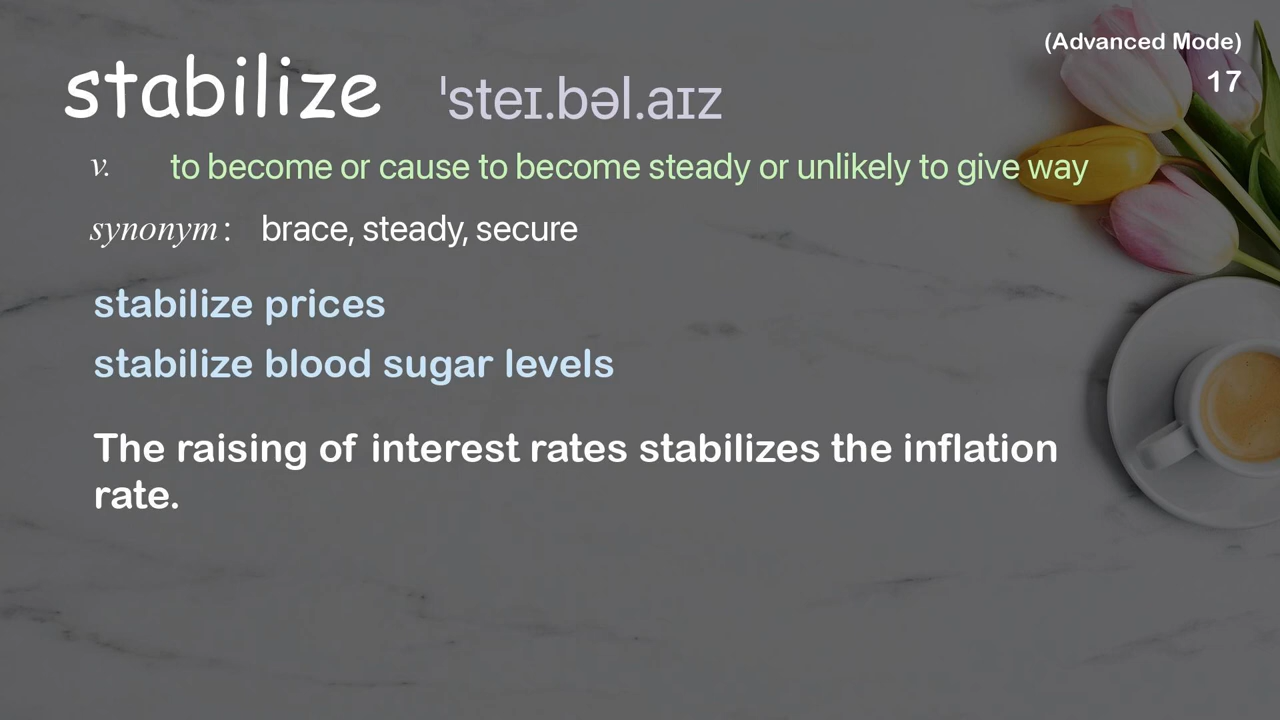 (Advanced Mode)
17
stabilize ˈsteɪ.bəl.aɪz
v. to become or cause to become steady or unlikely to give way
synonym: brace, steady, secure
stabilize prices
stabilize blood sugar levels
The raising of interest rates stabilizes the inflation
rate.